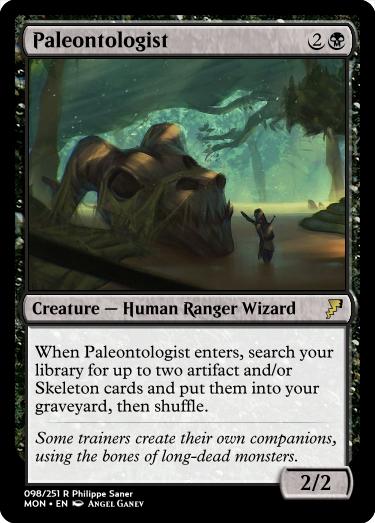 Paleontologist 2
Creature — Human Ranger Wizard
When Paleontologist enters, search your
library for up to two artifact and/or
Skeleton cards and put them into your
graveyard, then shuffle.
Some trainers create their own companions,
using the bones of long-dead monsters.
2/2
098/251 R Philippe Saner
MON • EN Angel Ganev